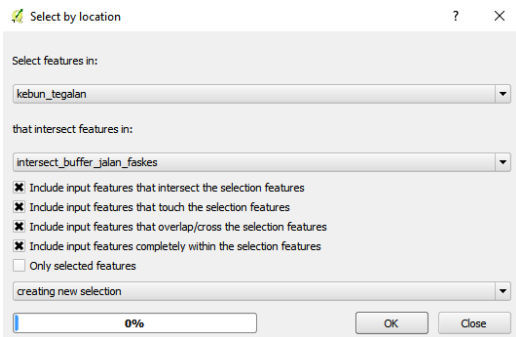 Select by location
Select features in:
kebun_tegalan
that intersect features in:
intersect_buffer_jalan_faskes
Include input features that intersect the selection features
Include input features that touch the selection features
Include input features that overlap/cross the selection features
Include input features completely within the selection features
Only selected features
creating new selection
0% OK Close